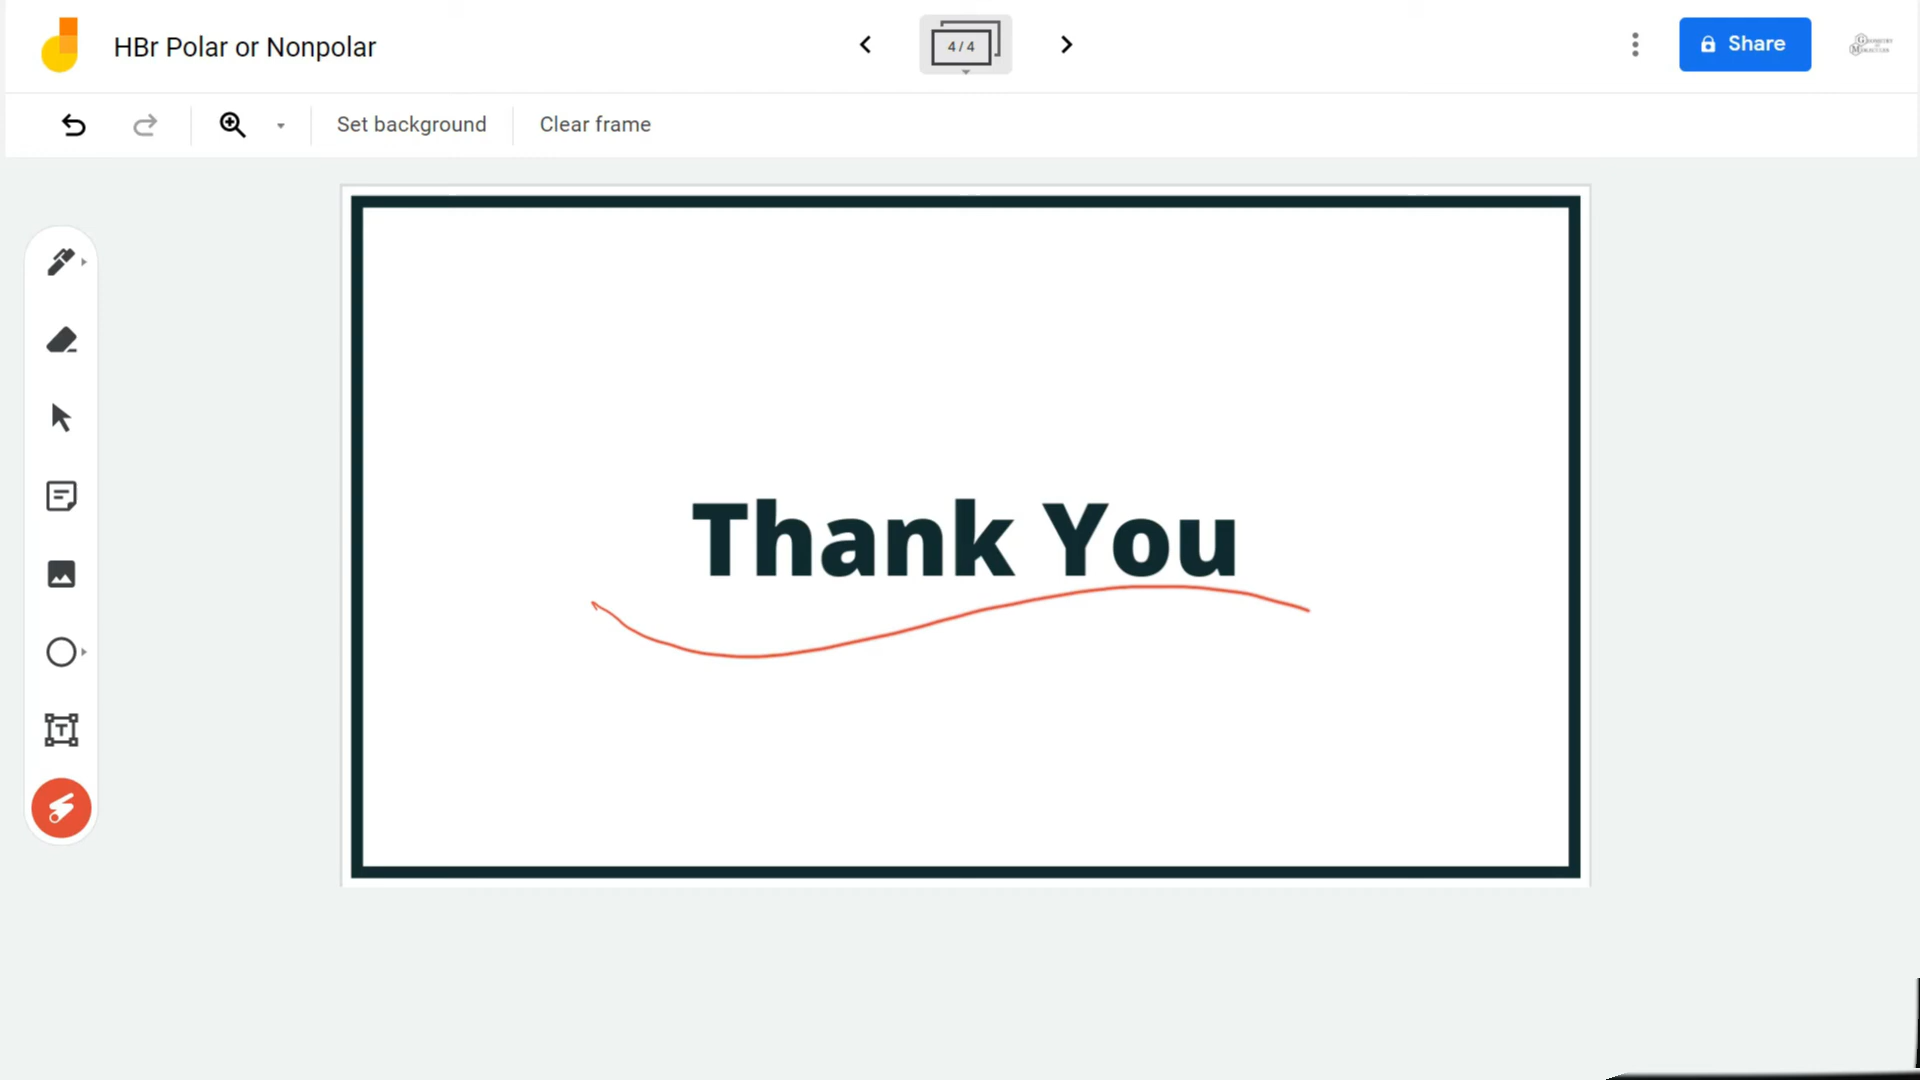 HBr Polar or Nonpolar
4 / 4
Share
Set background
Clear frame
Thank You